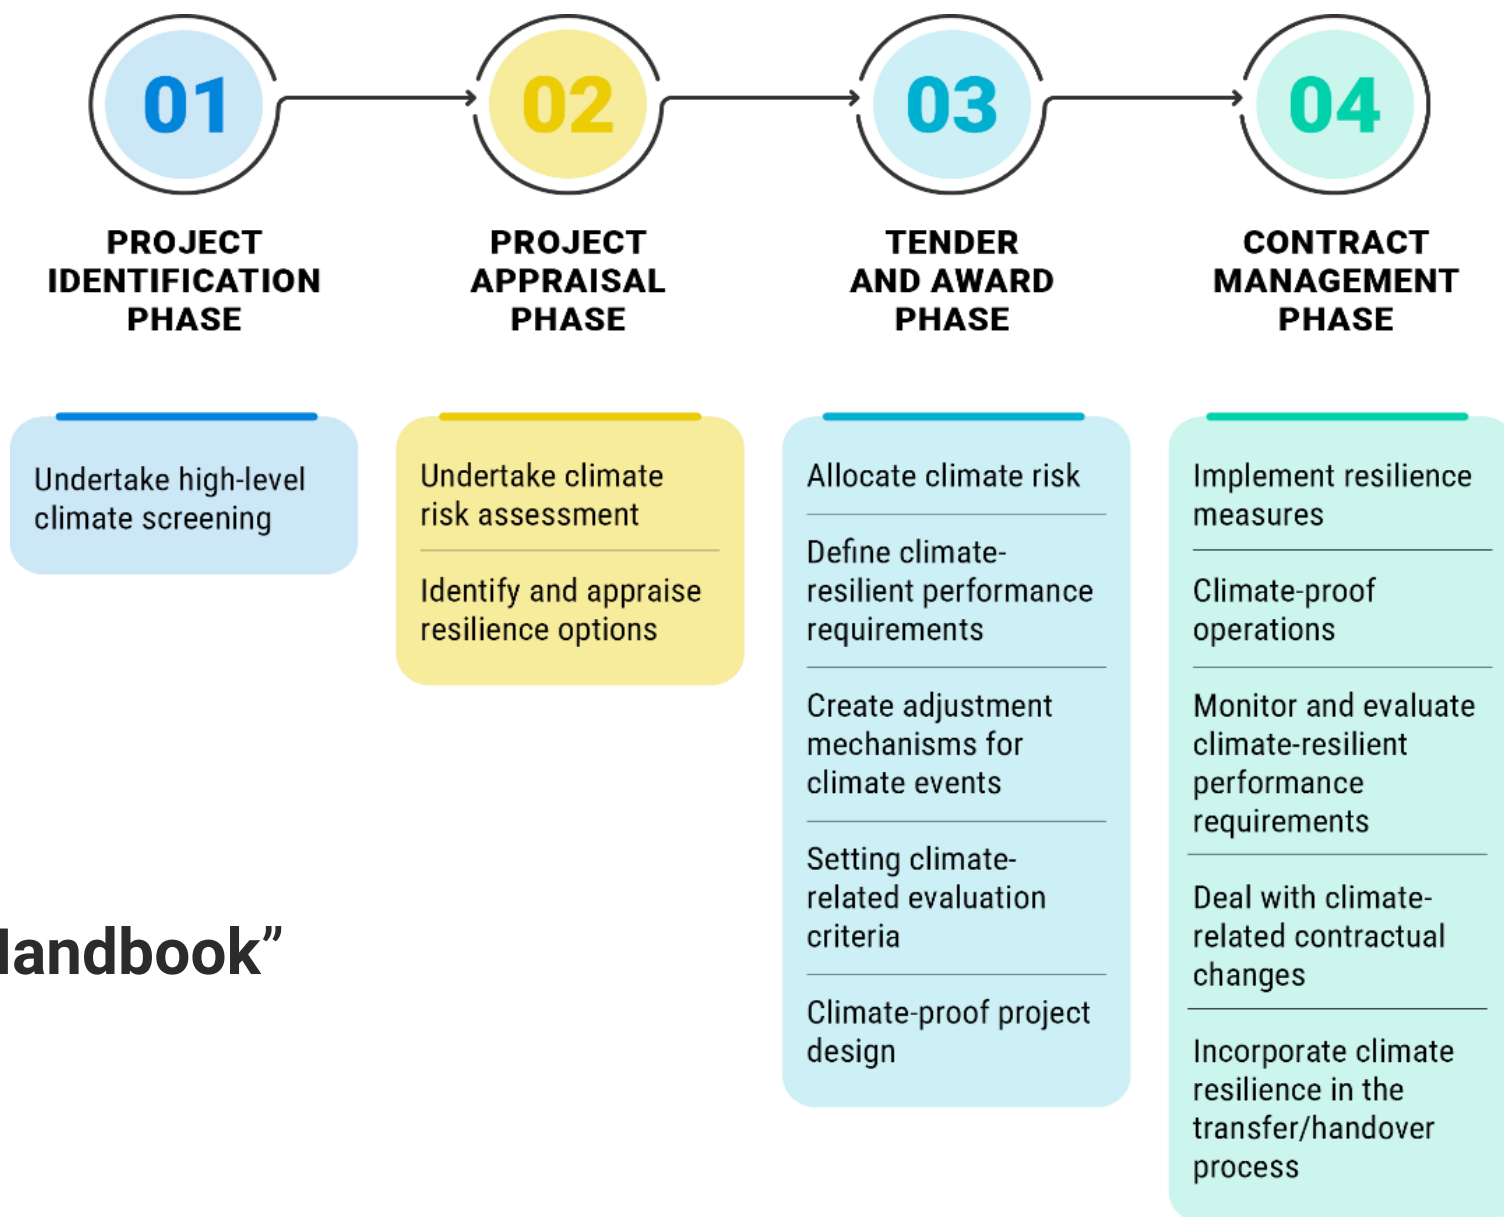 01
02
03
04
PROJECT
IDENTIFICATION
PHASE
PROJECT
APPRAISAL
PHASE
TENDER
AND AWARD
PHASE
CONTRACT
MANAGEMENT
PHASE
Undertake high-level
climate screening
Undertake climate
risk assessment
Identify and appraise
resilience options
Allocate climate risk
Define climate-
resilient performance
requirements
Create adjustment
mechanisms for
climate events
Setting climate-
related evaluation
criteria
Climate-proof project
design
Implement resilience
measures
Climate-proof
operations
Monitor and evaluate
climate-resilient
performance
requirements
Deal with climate-
related contractual
changes
Incorporate climate
resilience in the
transfer/handover
process
Handbook”